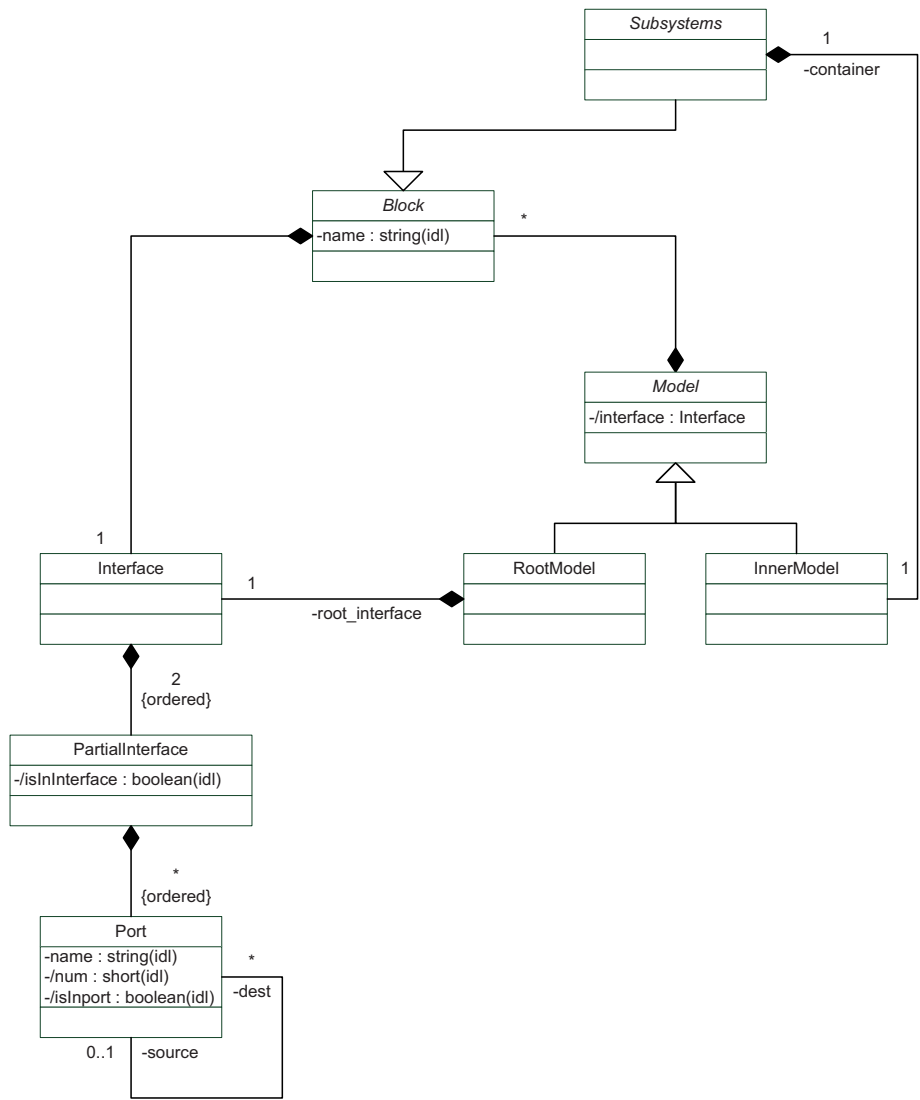 Subsystems
1
-container
Block
-name : string(idl)
*
Model
-/interface : Interface
1
Interface
1
-root_interface
RootModel
InnerModel
1
2
{ordered}
PartialInterface
-/isInInterface : boolean(idl)
*
{ordered}
Port
-name : string(idl)
-/num : short(idl)
-/isInport : boolean(idl)
*
-dest
0..1
-source